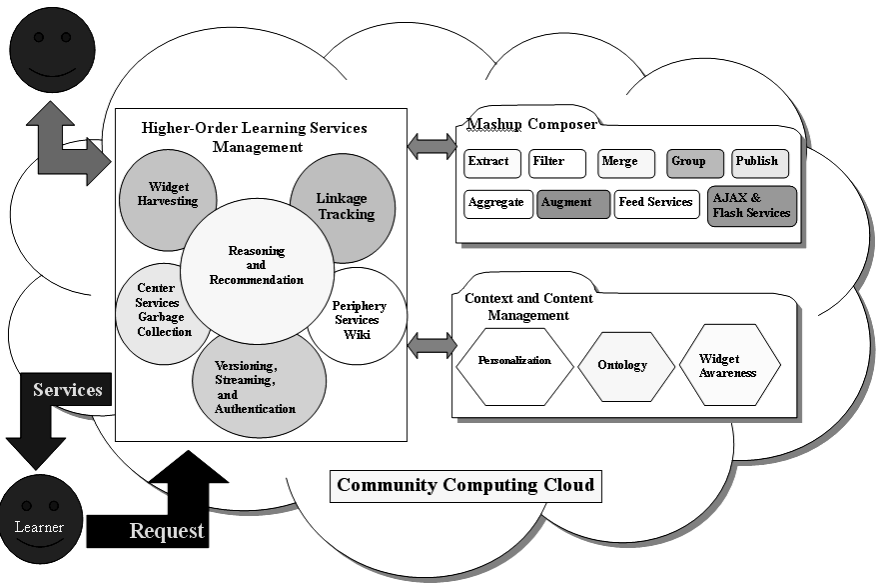 Higher-Order Learning Services
Management
Widget
Harvesting
Linkage
Tracking
Reasoning
and
Recommendation
Center
Services
Garbage
Collection
Periphery
Services
Wiki
Versioning,
Streaming,
and
Authentication
Mashup Composer
Extract
Filter
Merge
Group
Publish
Aggregate
Augment
Feed Services
AJAX &
Flash Services
Context and Content
Management
Personalization
Ontology
Widget
Awareness
Services
Learner
Request
Community Computing Cloud